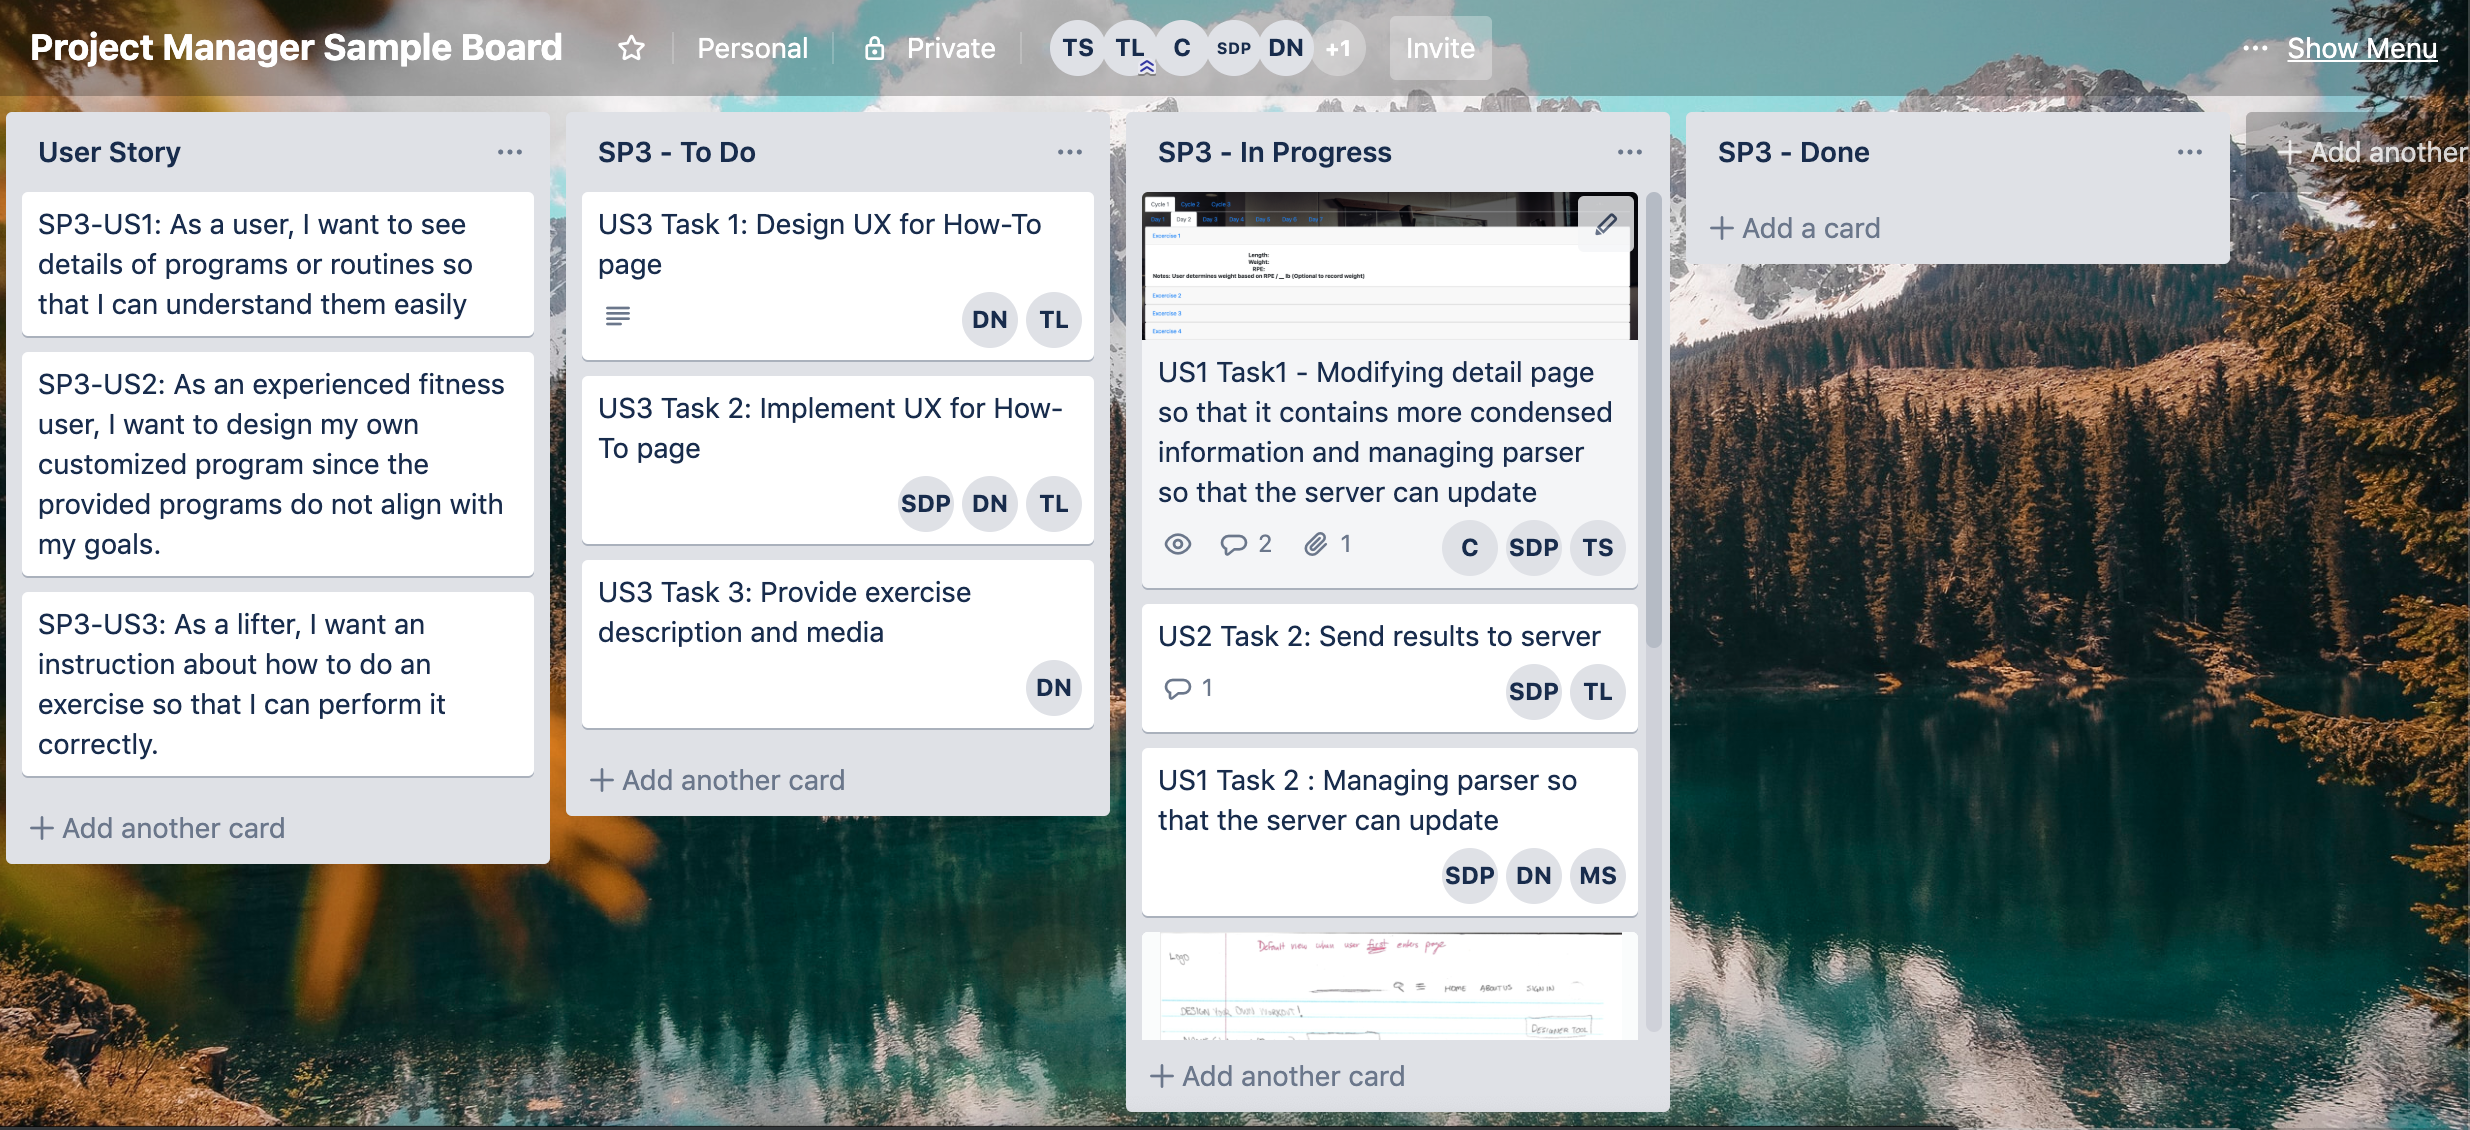 Project Manager Sample Board
Personal
Private
TS TL C SDP DN +1
Invite
Show Menu
User Story
SP3-US1: As a user, I want to see
details of programs or routines so
that I can understand them easily
SP3-US2: As an experienced fitness
user, I want to design my own
customized program since the
provided programs do not align with
my goals.
SP3-US3: As a lifter, I want an
instruction about how to do an
exercise so that I can perform it
correctly.
+ Add another card
SP3 - To Do
US3 Task 1: Design UX for How-To
page
DN TL
US3 Task 2: Implement UX for How-
To page
SDP DN TL
US3 Task 3: Provide exercise
description and media
DN
+ Add another card
SP3 - In Progress
Cycle 1 Cycle 2 Cycle 3
Day 1 Day 2 Day 3 Day 4 Day 5 Day 6 Day 7
Excercise 1
Length:
Weight:
RPE:
Notes: User determines weight based on RPE / __ lb (Optional to record weight)
Excercise 2
Excercise 3
Excercise 4
US1 Task1 - Modifying detail page
so that it contains more condensed
information and managing parser
so that the server can update
2 1 C SDP TS
US2 Task 2: Send results to server
1 SDP TL
US1 Task 2 : Managing parser so
that the server can update
SDP DN MS
Default view when user first enters page
Logo
HOME ABOUT US SIGN IN
DESIGN YOUR OWN WORKOUT!
DESIGNER TOOL
+ Add another card
SP3 - Done
+ Add a card
+ Add another